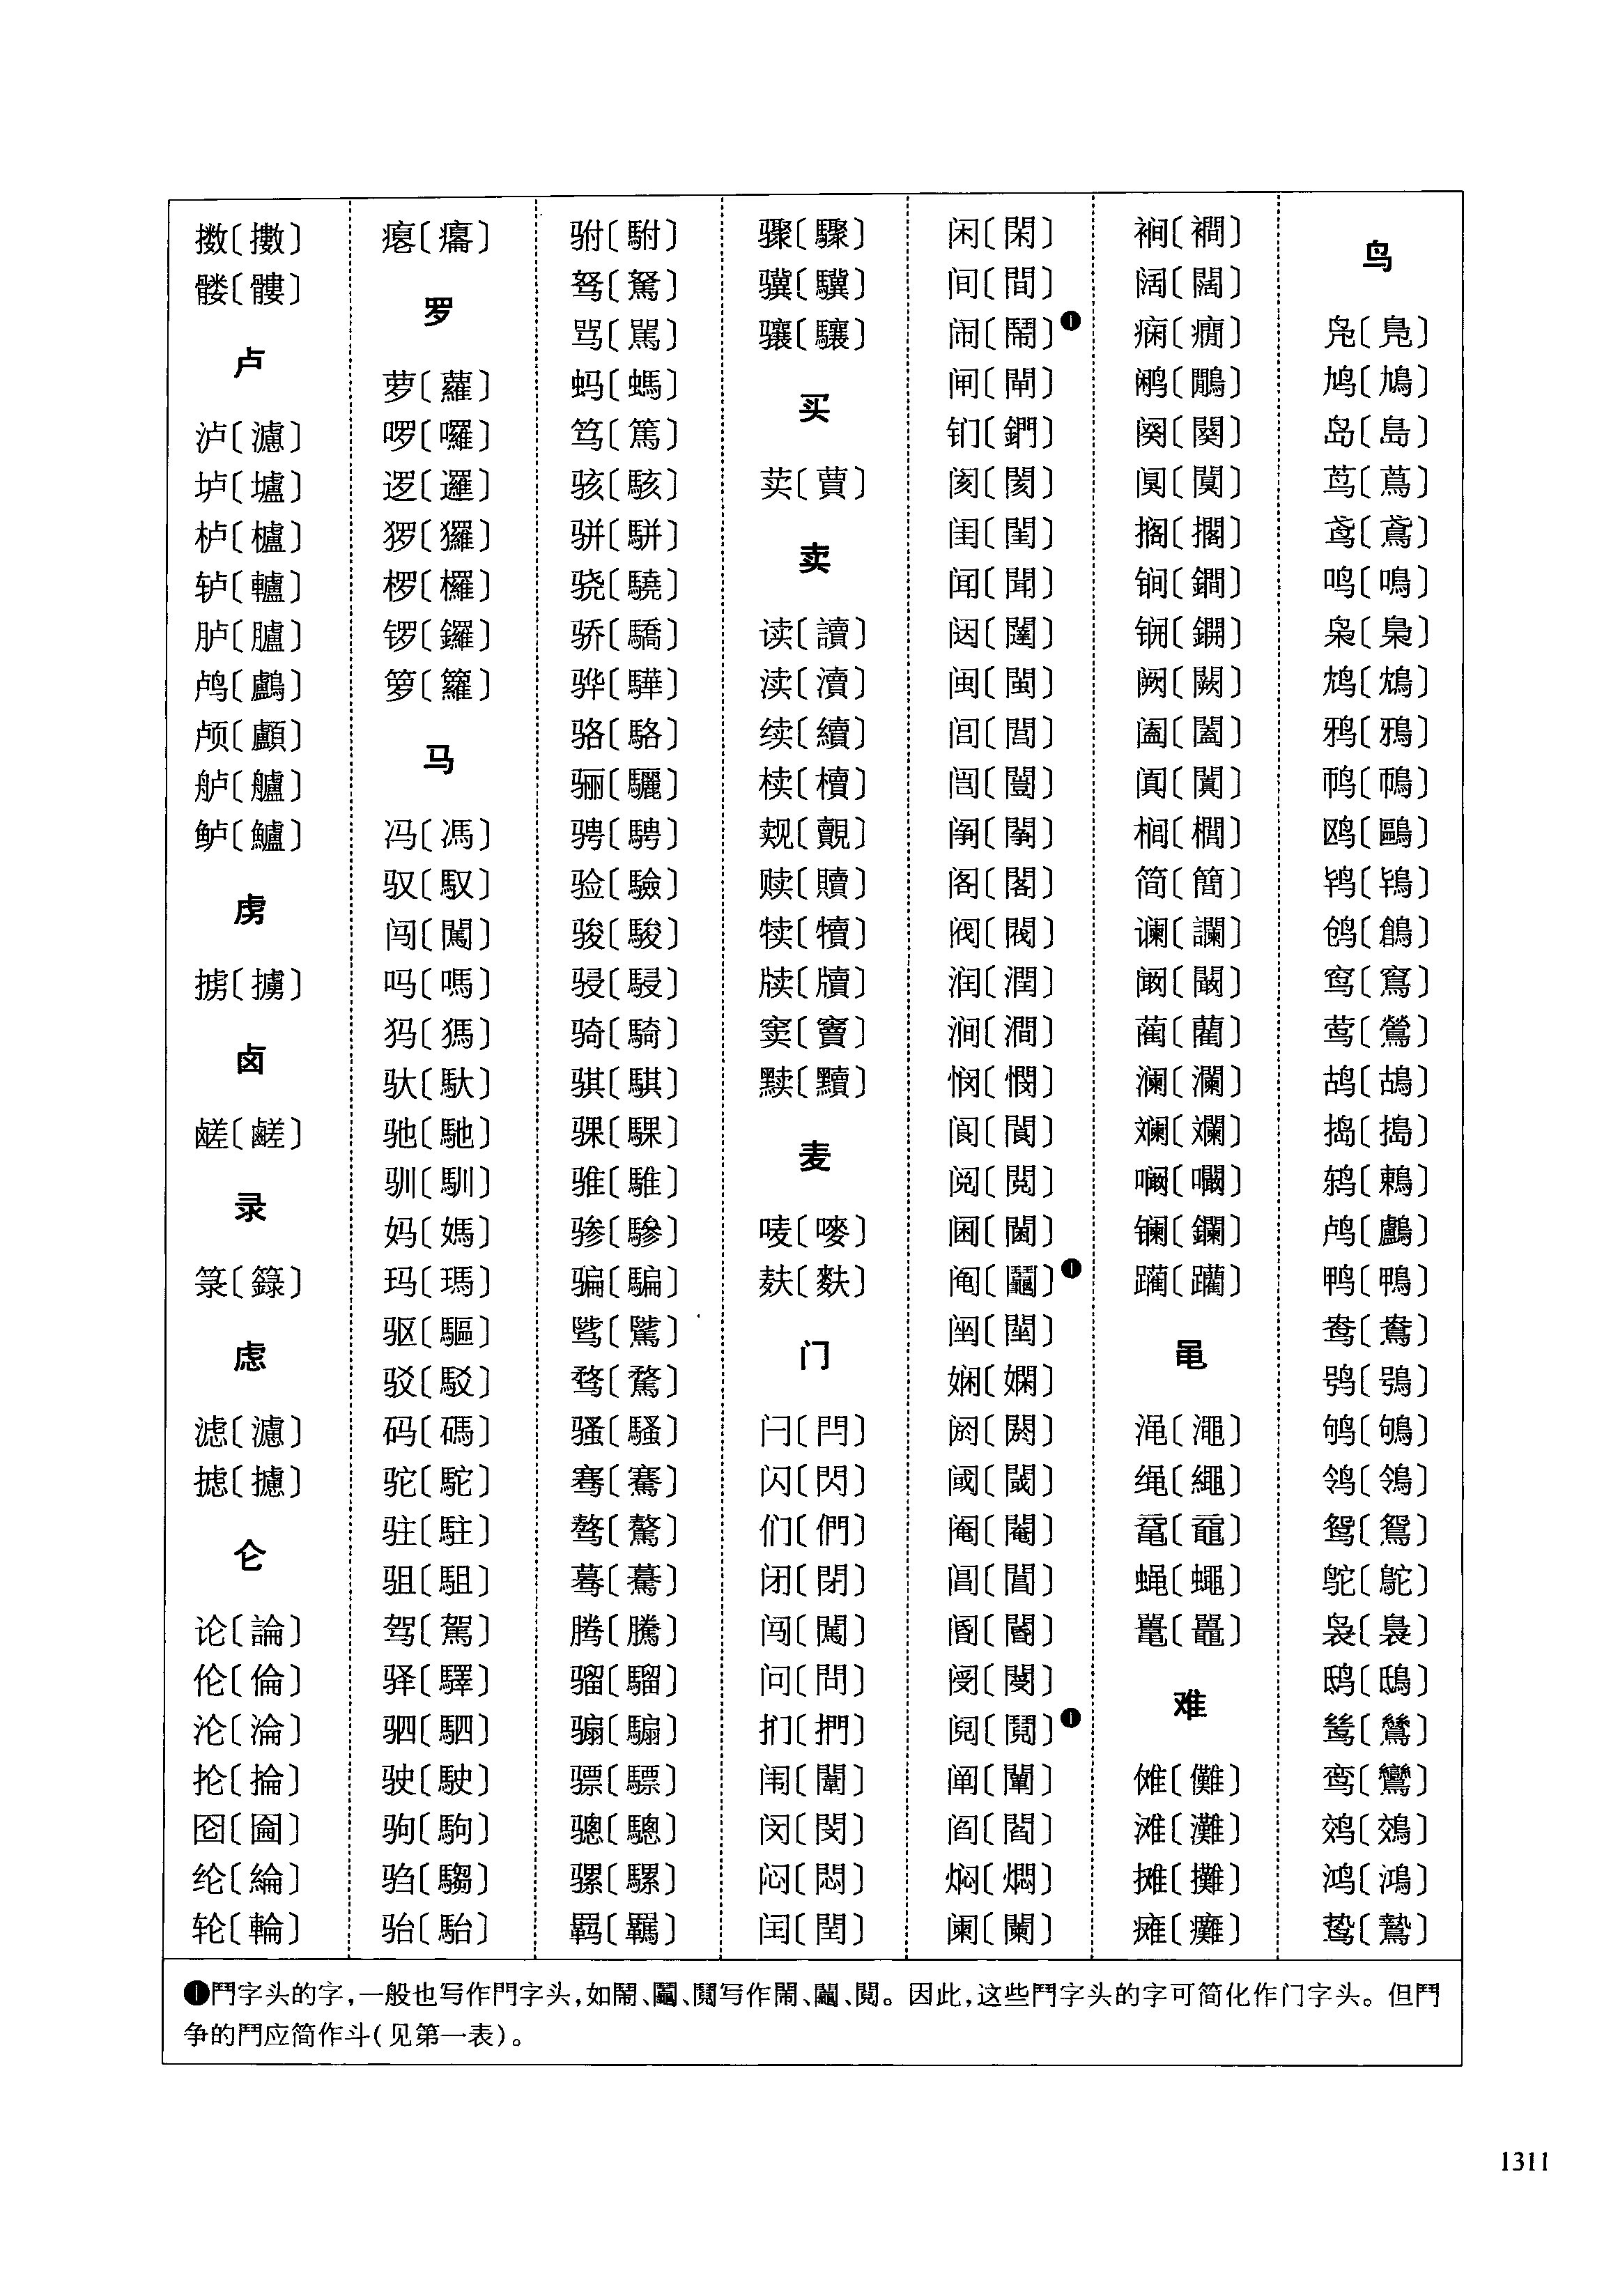 擞〔擻〕
髅〔髏〕
卢
泸〔瀘〕
垆〔壚〕
栌〔櫨〕
轳〔轤〕
胪〔臚〕
鸬〔鸕〕
颅〔顱〕
舻〔艫〕
鲈〔鱸〕
虏
掳〔擄〕
卤
鹾〔鹺〕
录
箓〔籙〕
虑
滤〔濾〕
摅〔攄〕
仑
论〔論〕
伦〔倫〕
沦〔淪〕
抡〔掄〕
囵〔圇〕
纶〔綸〕
轮〔輪〕
瘪〔癟〕
罗
萝〔蘿〕
啰〔囉〕
逻〔邏〕
猡〔玀〕
椤〔欏〕
锣〔鑼〕
箩〔籮〕
马
冯〔馮〕
驭〔馭〕
闯〔闖〕
吗〔嗎〕
犸〔獁〕
驮〔馱〕
驰〔馳〕
驯〔馴〕
妈〔媽〕
玛〔瑪〕
驱〔驅〕
驳〔駁〕
码〔碼〕
驼〔駝〕
驻〔駐〕
驵〔駔〕
驾〔駕〕
驿〔驛〕
驷〔駟〕
驶〔駛〕
驹〔駒〕
驺〔騶〕
骀〔駘〕
驸〔駙〕
驽〔駑〕
骂〔駡〕
蚂〔螞〕
笃〔篤〕
骇〔駭〕
骈〔駢〕
骁〔驍〕
骄〔驕〕
骅〔驊〕
骆〔駱〕
骊〔驪〕
骋〔騁〕
验〔驗〕
骏〔駿〕
骎〔駸〕
骑〔騎〕
骐〔騏〕
骒〔騍〕
骓〔騅〕
骖〔驂〕
骗〔騙〕
骘〔騭〕
骛〔騖〕
骚〔騷〕
骞〔騫〕
骜〔驁〕
蓦〔驀〕
腾〔騰〕
骝〔騮〕
骟〔騸〕
骠〔驃〕
骢〔驄〕
骡〔騾〕
羁〔羈〕
骤〔驟〕
骥〔驥〕
骧〔驤〕
买
荬〔蕒〕
卖
读〔讀〕
渎〔瀆〕
续〔續〕
椟〔櫝〕
觌〔覿〕
赎〔贖〕
犊〔犢〕
牍〔牘〕
窦〔竇〕
黩〔黷〕
麦
唛〔嘜〕
麸〔麩〕
门
闩〔閂〕
闪〔閃〕
们〔們〕
闭〔閉〕
闯〔闖〕
问〔問〕
扪〔捫〕
闱〔闈〕
闵〔閔〕
闷〔悶〕
闰〔閏〕
闲〔閑〕
间〔間〕
闹〔鬧〕❶
闸〔閘〕
钔〔鍆〕
阂〔閡〕
闺〔閨〕
闻〔聞〕
闼〔闥〕
闽〔閩〕
闾〔閭〕
闿〔闓〕
䦶〔䦛〕
阁〔閣〕
阀〔閥〕
润〔潤〕
涧〔澗〕
悯〔憫〕
阆〔閬〕
阅〔閱〕
阃〔閫〕
阄〔鬮〕❶
𬮱〔闉〕
娴〔嫻〕
阏〔閼〕
阈〔閾〕
阉〔閹〕
阊〔閶〕
阍〔閽〕
阌〔閿〕
阋〔鬩〕❶
阐〔闡〕
阎〔閻〕
焖〔燜〕
阑〔闌〕
裥〔襇〕
阔〔闊〕
痫〔癇〕
鹇〔鷳〕
阕〔闋〕
阒〔闃〕
搁〔擱〕
锏〔鐧〕
锎〔鐦〕
阙〔闕〕
阖〔闔〕
阗〔闐〕
榈〔櫚〕
简〔簡〕
谰〔讕〕
阚〔闞〕
蔺〔藺〕
澜〔瀾〕
斓〔斕〕
㘎〔㘚〕
镧〔鑭〕
躏〔躪〕
黾
渑〔澠〕
绳〔繩〕
鼋〔黿〕
蝇〔蠅〕
鼍〔鼉〕
难
傩〔儺〕
滩〔灘〕
摊〔攤〕
瘫〔癱〕
鸟
凫〔鳧〕
鸠〔鳩〕
岛〔島〕
茑〔蔦〕
鸢〔鳶〕
鸣〔鳴〕
枭〔梟〕
鸩〔鴆〕
鸦〔鴉〕
䴓〔鳾〕
鸥〔鷗〕
鸨〔鴇〕
鸧〔鶬〕
窎〔窵〕
莺〔鶯〕
鸪〔鴣〕
捣〔搗〕
鸫〔鶇〕
鸬〔鸕〕
鸭〔鴨〕
鸯〔鴦〕
鸮〔鴞〕
鸲〔鴝〕
鸰〔鴒〕
鸳〔鴛〕
鸵〔鴕〕
袅〔裊〕
鸱〔鴟〕
鸶〔鷥〕
鸾〔鸞〕
䴔〔鵁〕
鸿〔鴻〕
鸷〔鷙〕
❶鬥字头的字,一般也写作門字头,如鬧、鬮、鬩写作閙、䦰、閱。因此,这些鬥字头的字可简化作门字头。但鬥
争的鬥应简作斗(见第一表)。
1311